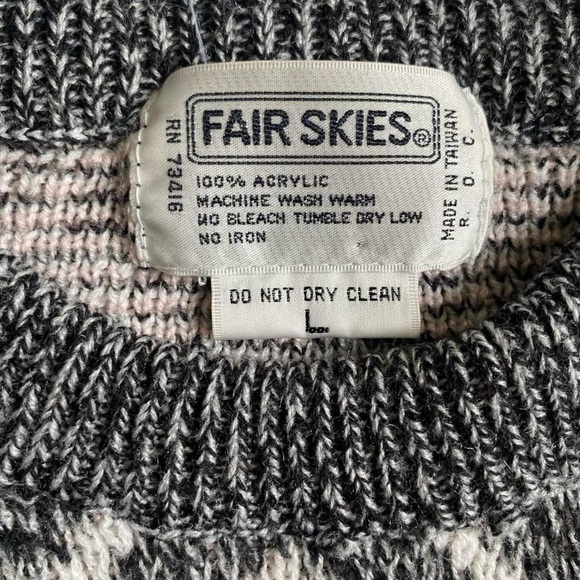 FAIR SKIES®
100% ACRYLIC
MACHINE WASH WARM
NO BLEACH TUMBLE DRY LOW
NO IRON
RN 73416
MADE IN TAIWAN
R. O. C.
DO NOT DRY CLEAN
L